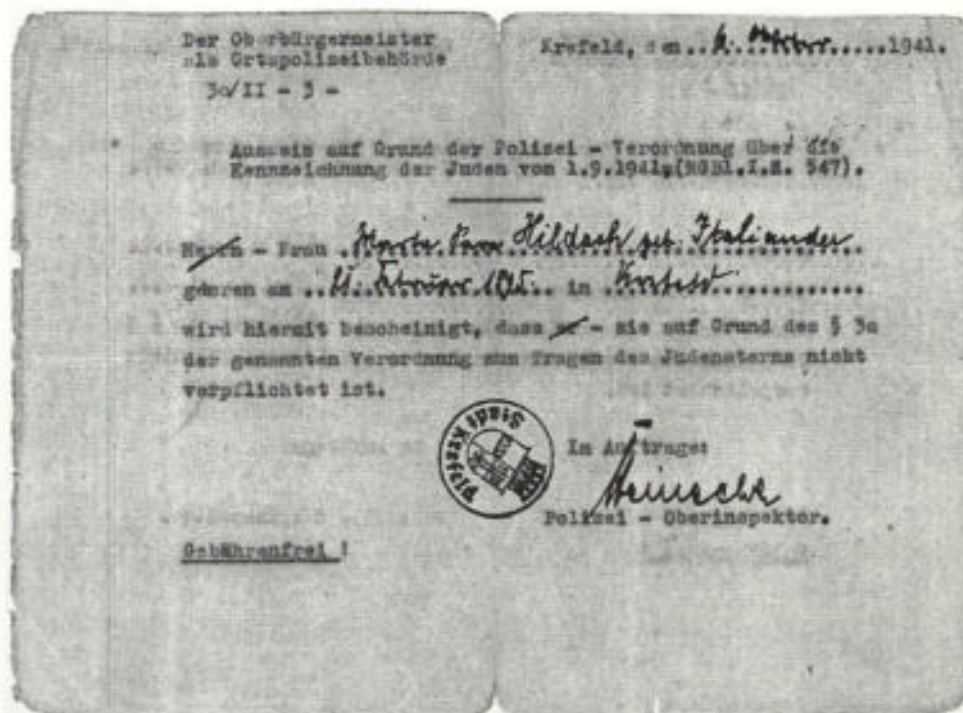 Der Oberbürgermeister
als Ortspolizeibehörde
3o/II - 3 -
Krefeld, den .. 1941.
Ausweis auf Grund der Polizei - Verordnung über die
Kennzeichnung der Juden vom 1.9.1941.(RGBl.I.S. 547).
Herrn - Frau . Hildach geb. Italiander
geboren am .. Februar in Krefeld
wird hiermit bescheinigt, dass er - sie auf Grund des § 3a
der genannten Verordnung zum Tragen des Judensterns nicht
verpflichtet ist.
Stadt Krefeld
Im Auftrage:
Polizei - Oberinspektor.
Gebührenfrei !